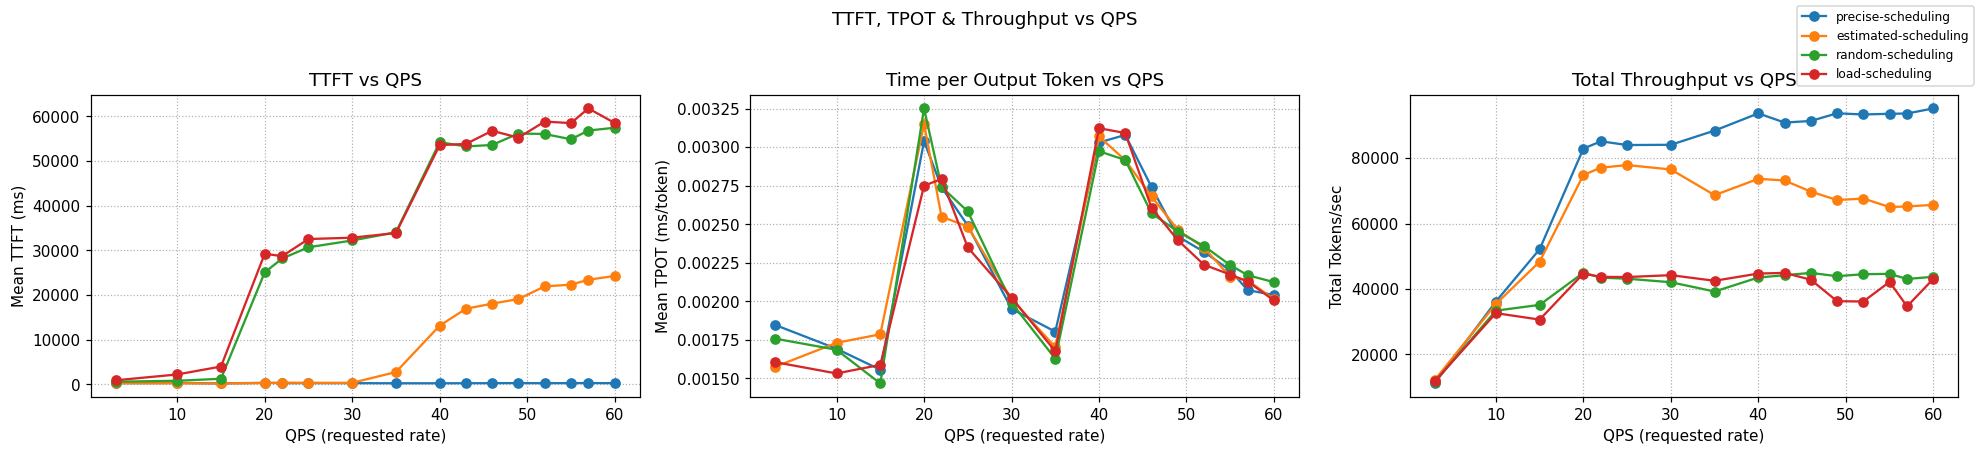 TTFT, TPOT & Throughput vs QPS
precise-scheduling
estimated-scheduling
random-scheduling
load-scheduling
TTFT vs QPS
Mean TTFT (ms)
60000
50000
40000
30000
20000
10000
0
10 20 30 40 50 60
QPS (requested rate)
Time per Output Token vs QPS
Mean TPOT (ms/token)
0.00325
0.00300
0.00275
0.00250
0.00225
0.00200
0.00175
0.00150
10 20 30 40 50 60
QPS (requested rate)
Total Throughput vs QPS
Total Tokens/sec
80000
60000
40000
20000
10 20 30 40 50 60
QPS (requested rate)